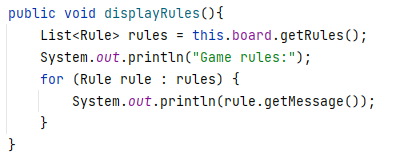 public void displayRules(){
    List<Rule> rules = this.board.getRules();
    System.out.println("Game rules:");
    for (Rule rule : rules) {
        System.out.println(rule.getMessage());
    }
}